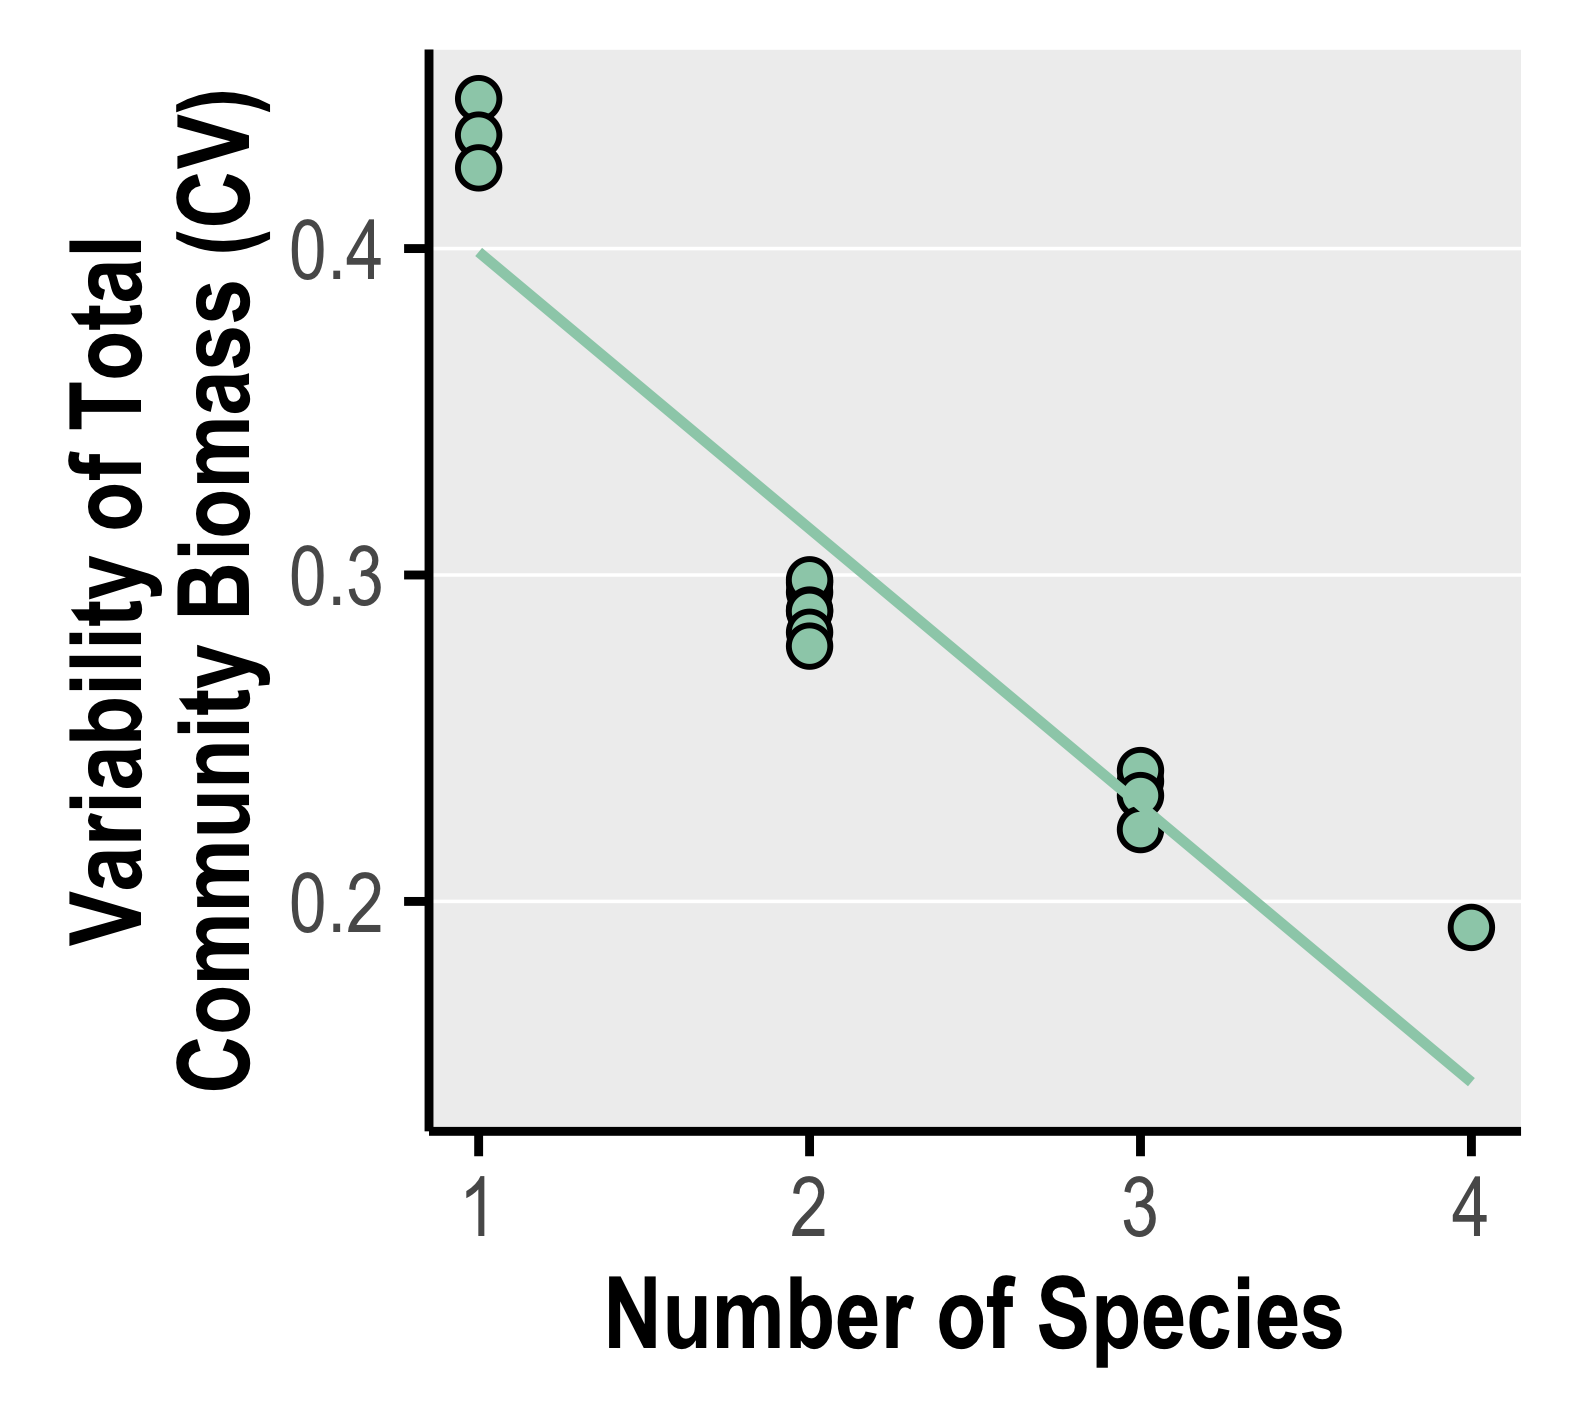 Variability of Total
Community Biomass (CV)
0.4
0.3
0.2
1 2 3 4
Number of Species